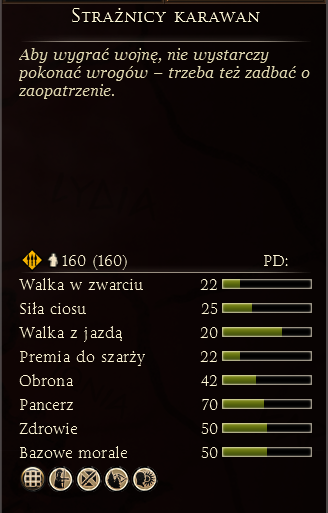 Strażnicy karawan
Aby wygrać wojnę, nie wystarczy
pokonać wrogów – trzeba też zadbać o
zaopatrzenie.
160 (160) PD:
Walka w zwarciu 22
Siła ciosu 25
Walka z jazdą 20
Premia do szarży 22
Obrona 42
Pancerz 70
Zdrowie 50
Bazowe morale 50